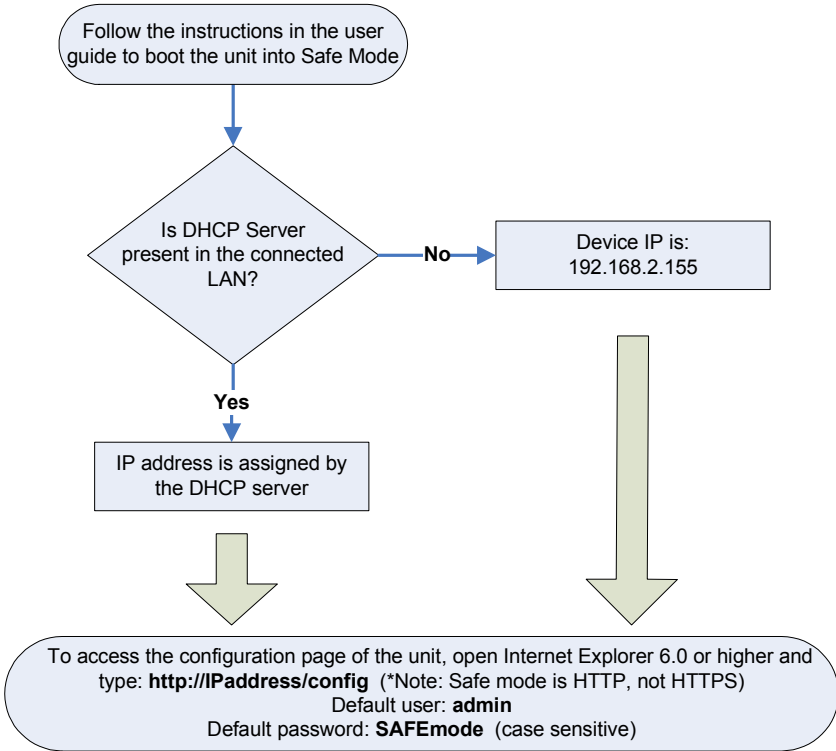 Follow the instructions in the user
guide to boot the unit into Safe Mode
Is DHCP Server
present in the connected
LAN?
No
Device IP is:
192.168.2.155
Yes
IP address is assigned by
the DHCP server
To access the configuration page of the unit, open Internet Explorer 6.0 or higher and
type: http://IPaddress/config (*Note: Safe mode is HTTP, not HTTPS)
Default user: admin
Default password: SAFEmode (case sensitive)